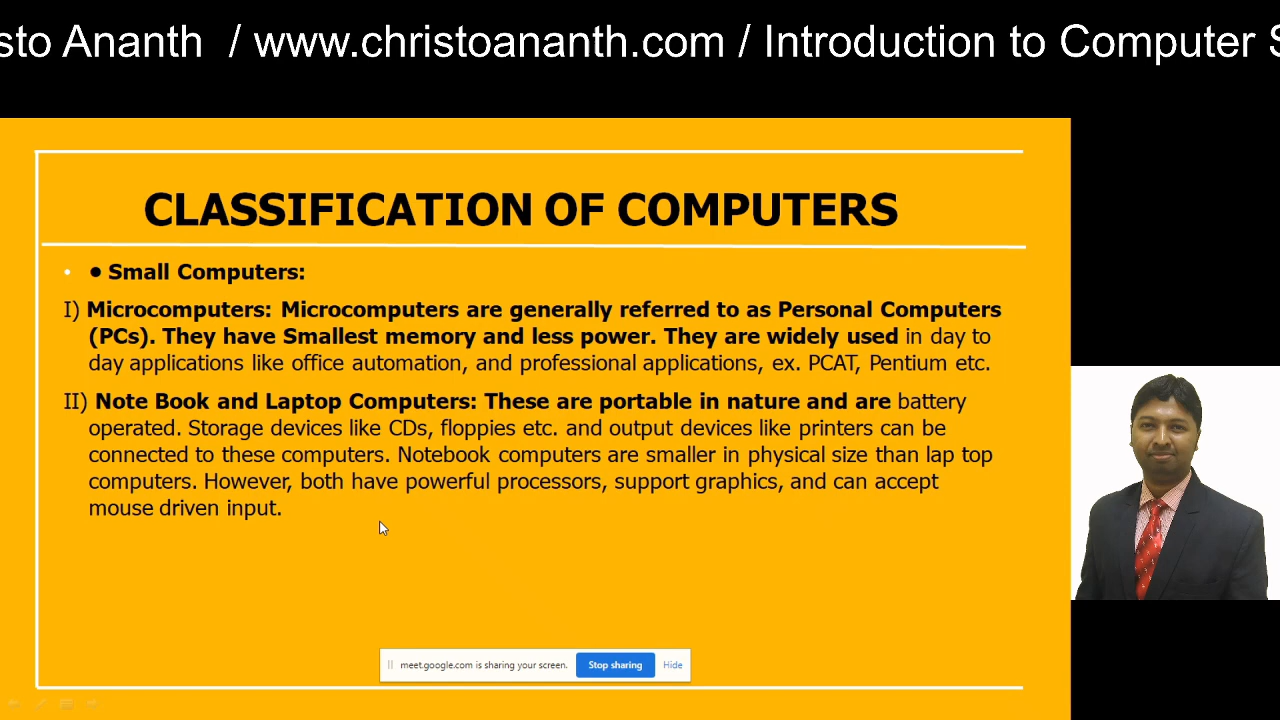 sto Ananth / www.christoananth.com / Introduction to Computer
CLASSIFICATION OF COMPUTERS
• ● Small Computers:
I) Microcomputers: Microcomputers are generally referred to as Personal Computers
(PCs). They have Smallest memory and less power. They are widely used in day to
day applications like office automation, and professional applications, ex. PCAT, Pentium etc.
II) Note Book and Laptop Computers: These are portable in nature and are battery
operated. Storage devices like CDs, floppies etc. and output devices like printers can be
connected to these computers. Notebook computers are smaller in physical size than lap top
computers. However, both have powerful processors, support graphics, and can accept
mouse driven input.
meet.google.com is sharing your screen. Stop sharing Hide